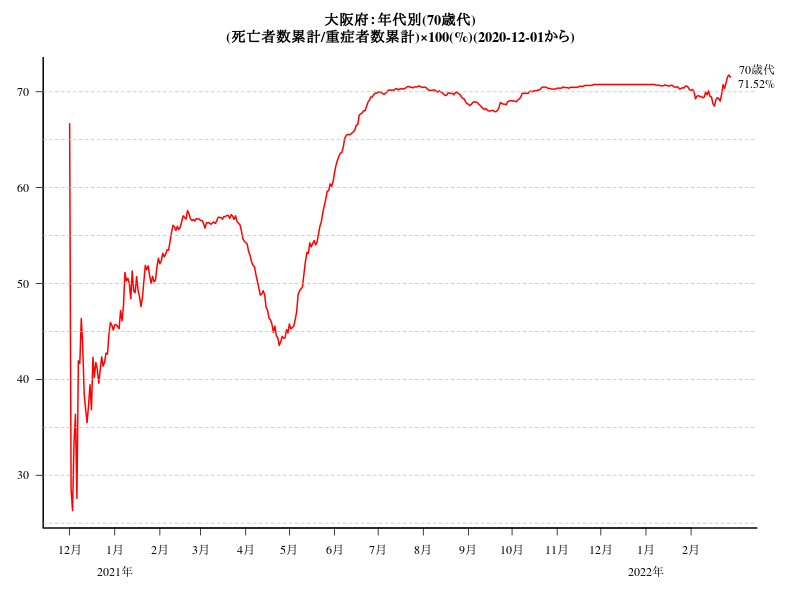 大阪府：年代別(70歳代)
(死亡者数累計/重症者数累計)×100(%)(2020-12-01から)
70歳代
71.52%
70
60
50
40
30
12月 1月 2月 3月 4月 5月 6月 7月 8月 9月 10月 11月 12月 1月 2月
2021年 2022年